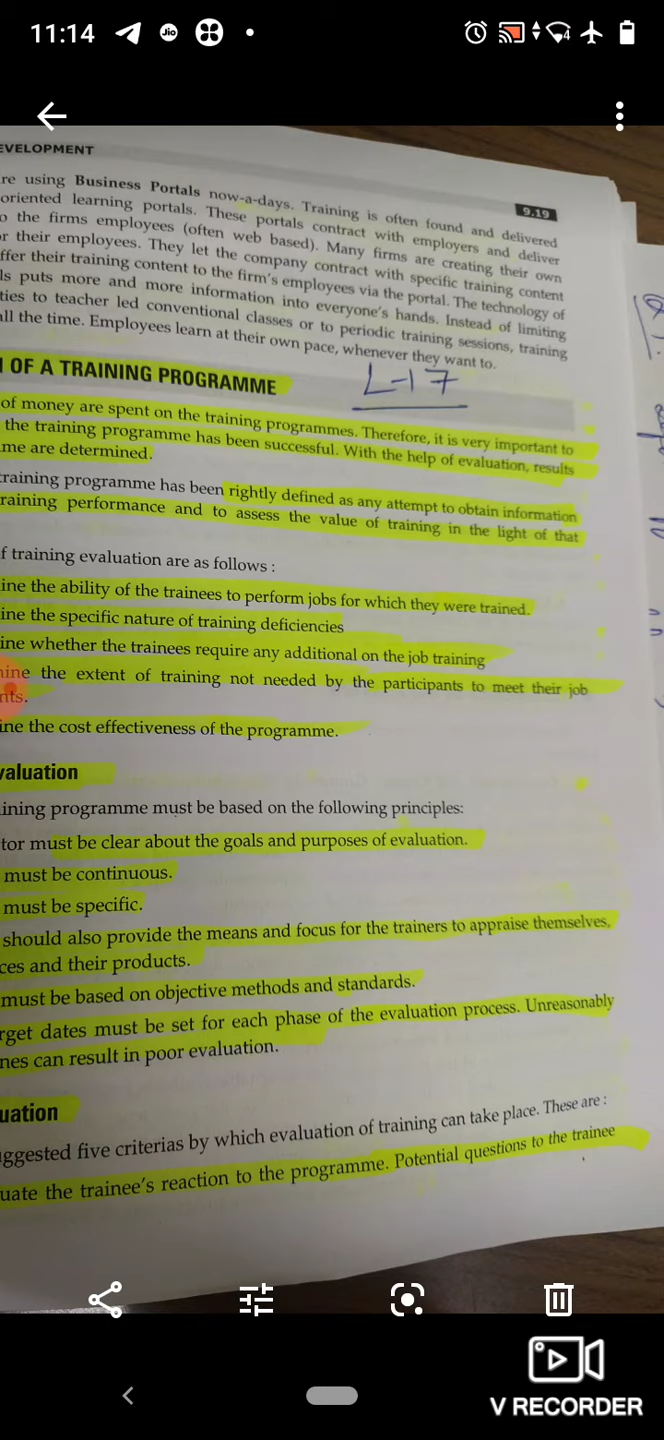 11:14
Jio
4
EVELOPMENT
9.19
re using Business Portals now-a-days. Training is often found and delivered
oriented learning portals. These portals contract with employers and deliver
o the firms employees (often web based). Many firms are creating their own
or their employees. They let the company contract with specific training content
ffer their training content to the firm's employees via the portal. The technology of
ls puts more and more information into everyone's hands. Instead of limiting
ties to teacher led conventional classes or to periodic training sessions, training
all the time. Employees learn at their own pace, whenever they want to.
OF A TRAINING PROGRAMME
L-17
of money are spent on the training programmes. Therefore, it is very important to
the training programme has been successful. With the help of evaluation, results
me are determined.
training programme has been rightly defined as any attempt to obtain information
raining performance and to assess the value of training in the light of that
f training evaluation are as follows :
ine the ability of the trainees to perform jobs for which they were trained.
ine the specific nature of training deficiencies
ine whether the trainees require any additional on the job training
nine the extent of training not needed by the participants to meet their job
nts.
ine the cost effectiveness of the programme.
valuation
ining programme must be based on the following principles:
tor must be clear about the goals and purposes of evaluation.
must be continuous.
must be specific.
should also provide the means and focus for the trainers to appraise themselves,
ces and their products.
must be based on objective methods and standards.
rget dates must be set for each phase of the evaluation process. Unreasonably
nes can result in poor evaluation.
uation
uggested five criterias by which evaluation of training can take place. These are :
uate the trainee's reaction to the programme. Potential questions to the trainee
V RECORDER